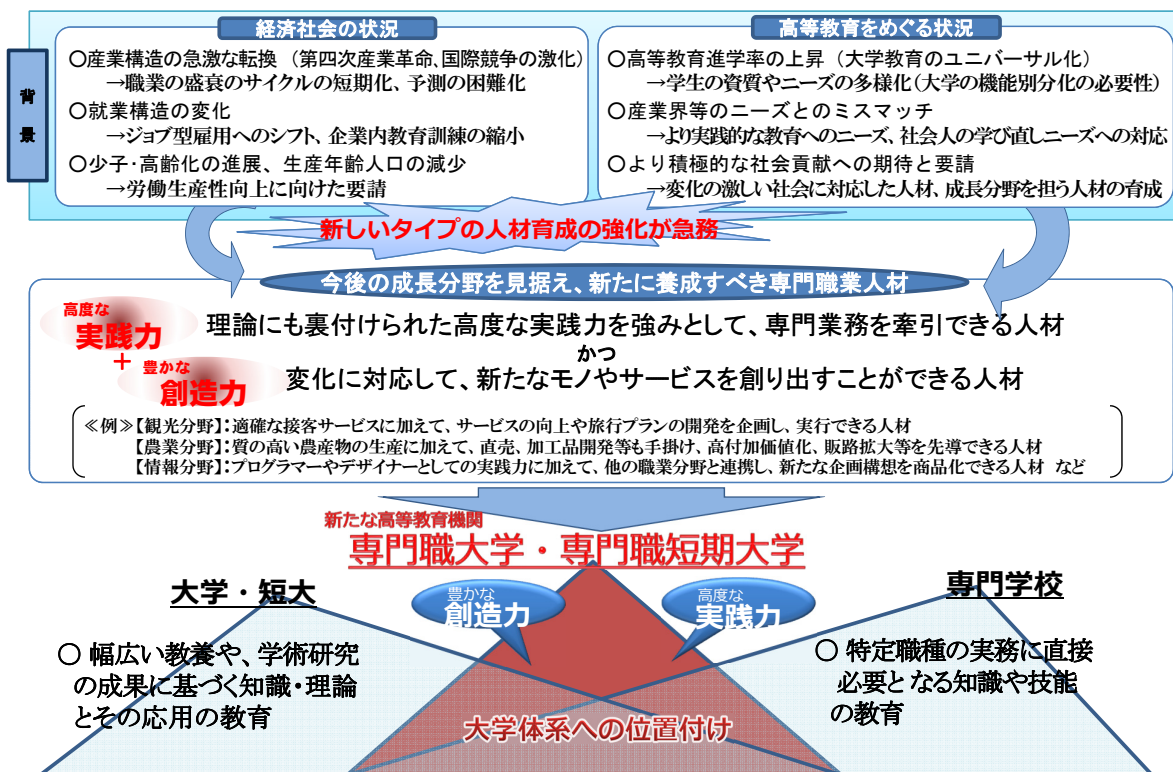 背景
経済社会の状況
〇産業構造の急激な転換（第四次産業革命、国際競争の激化）
→職業の盛衰のサイクルの短期化、予測の困難化
〇就業構造の変化
→ジョブ型雇用へのシフト、企業内教育訓練の縮小
〇少子・高齢化の進展、生産年齢人口の減少
→労働生産性向上に向けた要請
高等教育をめぐる状況
〇高等教育進学率の上昇（大学教育のユニバーサル化）
→学生の資質やニーズの多様化（大学の機能別分化の必要性）
〇産業界等のニーズとのミスマッチ
→より実践的な教育へのニーズ、社会人の学び直しニーズへの対応
〇より積極的な社会貢献への期待と要請
→変化の激しい社会に対応した人材、成長分野を担う人材の育成
新しいタイプの人材育成の強化が急務
今後の成長分野を見据え、新たに養成すべき専門職業人材
高度な
実践力
＋
豊かな
創造力
理論にも裏付けられた高度な実践力を強みとして、専門業務を牽引できる人材
かつ
変化に対応して、新たなモノやサービスを創り出すことができる人材
≪例≫【観光分野】：適確な接客サービスに加えて、サービスの向上や旅行プランの開発を企画し、実行できる人材
【農業分野】：質の高い農産物の生産に加えて、直売、加工品開発等も手掛け、高付加価値化、販路拡大等を先導できる人材
【情報分野】：プログラマーやデザイナーとしての実践力に加えて、他の職業分野と連携し、新たな企画構想を商品化できる人材 など
新たな高等教育機関
専門職大学・専門職短期大学
大学・短大
〇 幅広い教養や、学術研究
の成果に基づく知識・理論
とその応用の教育
豊かな
創造力
高度な
実践力
専門学校
〇 特定職種の実務に直接
必要となる知識や技能
の教育
大学体系への位置付け